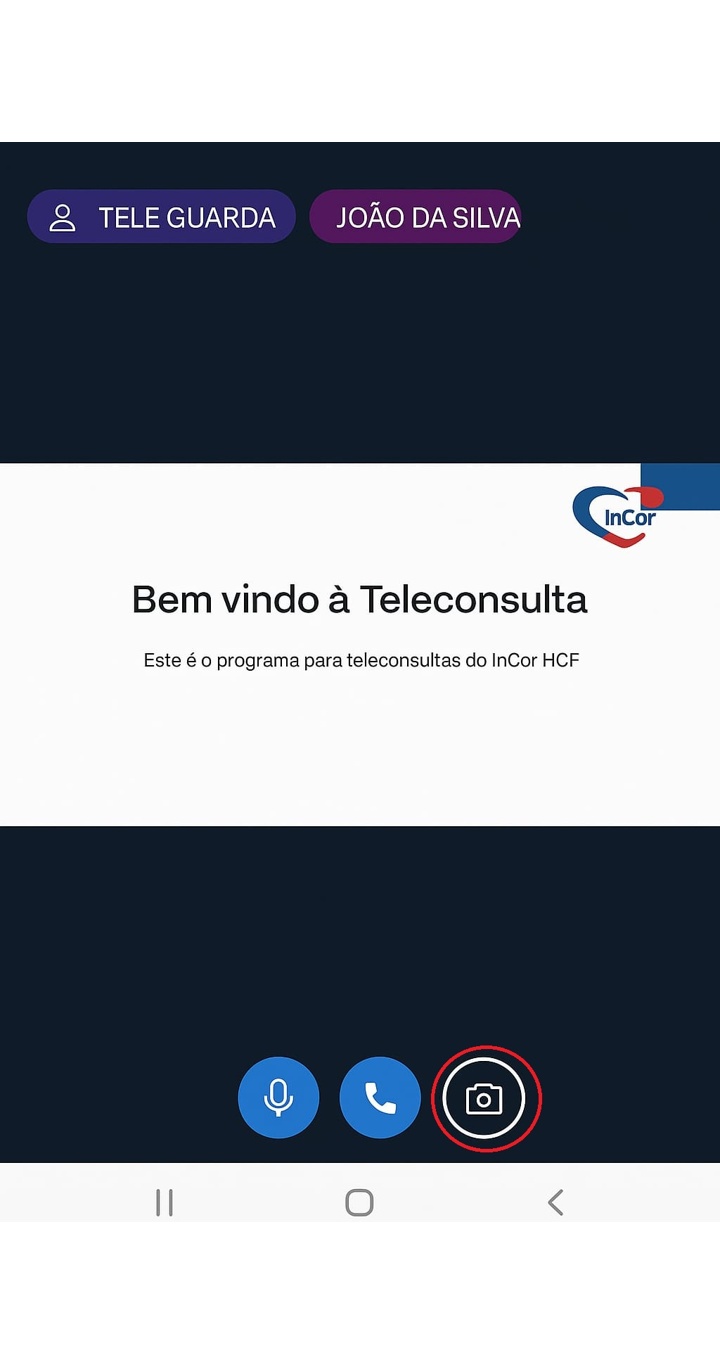 TELE GUARDA
JOÃO DA SILVA
InCor
Bem vindo à Teleconsulta
Este é o programa para teleconsultas do InCor HCF